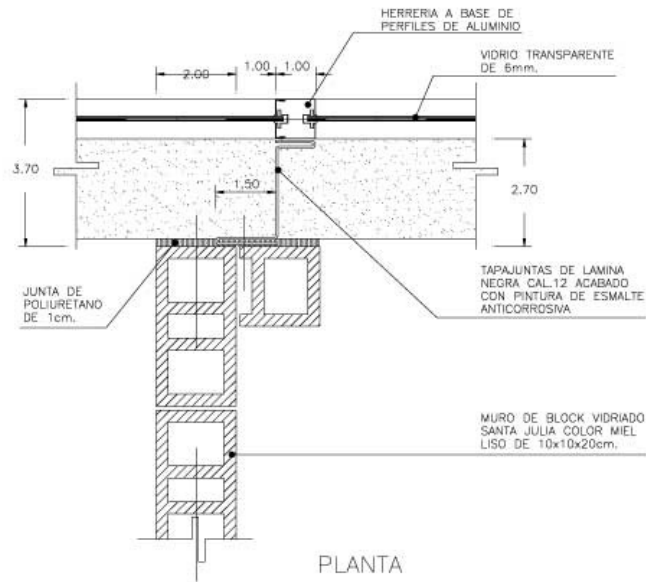 HERRERIA A BASE DE
PERFILES DE ALUMINIO
VIDRIO TRANSPARENTE
DE 6mm.
2.00
1.00
1.00
3.70
2.70
1.50
JUNTA DE
POLIURETANO
DE 1cm.
TAPAJUNTAS DE LAMINA
NEGRA CAL.12 ACABADO
CON PINTURA DE ESMALTE
ANTICORROSIVA
MURO DE BLOCK VIDRIADO
SANTA JULIA COLOR MIEL
LISO DE 10x10x20cm.
PLANTA